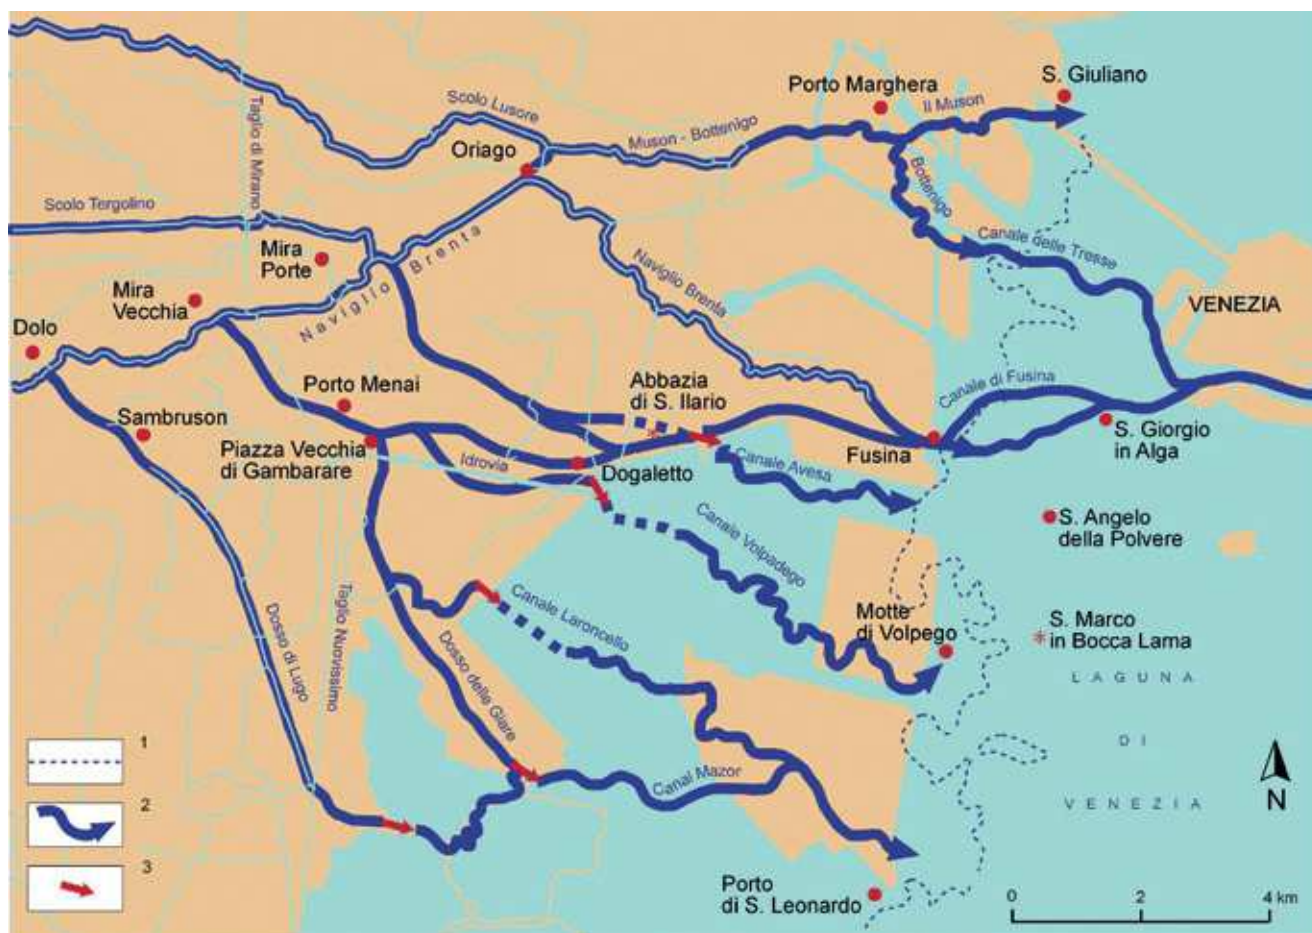 S. Giuliano
Porto Marghera
Il Muson
Scolo Lusore
Taglio di Mirano
Muson - Bottenigo
Oriago
Bottenigo
Scolo Tergolino
Canale delle Tresse
Mira
Porte
Naviglio Brenta
Naviglio Brenta
Mira
Vecchia
VENEZIA
Dolo
Porto Menai
Abbazia
di S. Ilario
Canale di Fusina
Sambruson
Piazza Vecchia
di Gambarare
Idrovia
Dogaletto
Canale Avesa
Fusina
S. Giorgio
in Alga
Canale Volpadego
S. Angelo
della Polvere
Taglio Nuovissimo
Dosso di Lugo
Canale Laroncello
Motte
di Volpego
S. Marco
in Bocca Lama
Dosso delle Giare
LAGUNA
DI
VENEZIA
Canal Mazor
1
2
3
N
Porto
di S. Leonardo
0 2 4 km